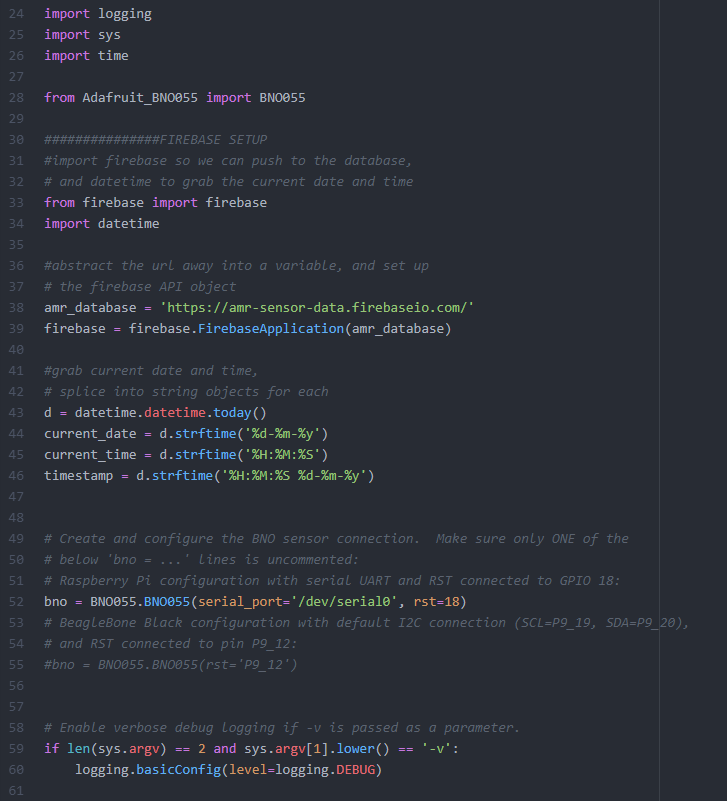 24 import logging
25 import sys
26 import time
27
28 from Adafruit_BNO055 import BNO055
29
30 ###############FIREBASE SETUP
31 #import firebase so we can push to the database,
32 # and datetime to grab the current date and time
33 from firebase import firebase
34 import datetime
35
36 #abstract the url away into a variable, and set up
37 # the firebase API object
38 amr_database = 'https://amr-sensor-data.firebaseio.com/'
39 firebase = firebase.FirebaseApplication(amr_database)
40
41 #grab current date and time,
42 # splice into string objects for each
43 d = datetime.datetime.today()
44 current_date = d.strftime('%d-%m-%y')
45 current_time = d.strftime('%H:%M:%S')
46 timestamp = d.strftime('%H:%M:%S %d-%m-%y')
47
48
49 # Create and configure the BNO sensor connection.  Make sure only ONE of the
50 # below 'bno = ...' lines is uncommented:
51 # Raspberry Pi configuration with serial UART and RST connected to GPIO 18:
52 bno = BNO055.BNO055(serial_port='/dev/serial0', rst=18)
53 # BeagleBone Black configuration with default I2C connection (SCL=P9_19, SDA=P9_20),
54 # and RST connected to pin P9_12:
55 #bno = BNO055.BNO055(rst='P9_12')
56
57
58 # Enable verbose debug logging if -v is passed as a parameter.
59 if len(sys.argv) == 2 and sys.argv[1].lower() == '-v':
60     logging.basicConfig(level=logging.DEBUG)
61